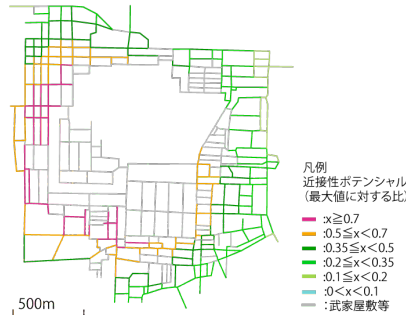 凡例
近接性ポテンシャル
(最大値に対する比)
:x≧0.7
:0.5≦x<0.7
:0.35≦x<0.5
:0.2≦x<0.35
:0.1≦x<0.2
:0<x<0.1
:武家屋敷等
500m